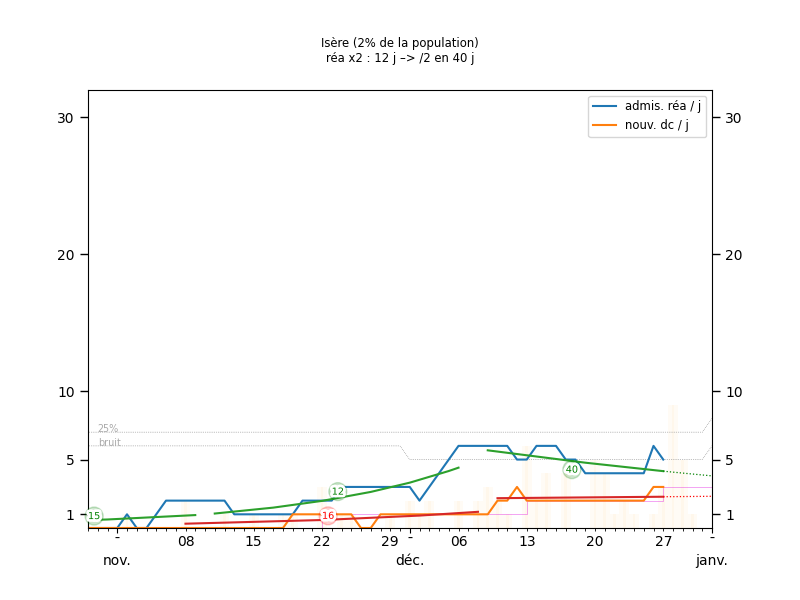 Isère (2% de la population)
réa x2 : 12 j –> /2 en 40 j
admis. réa / j
nouv. dc / j
30
30
20
20
10
10
25%
bruit
5
5
40
12
15
16
1
1
- 08 15 22 29 - 06 13 20 27 -
nov. déc. janv.